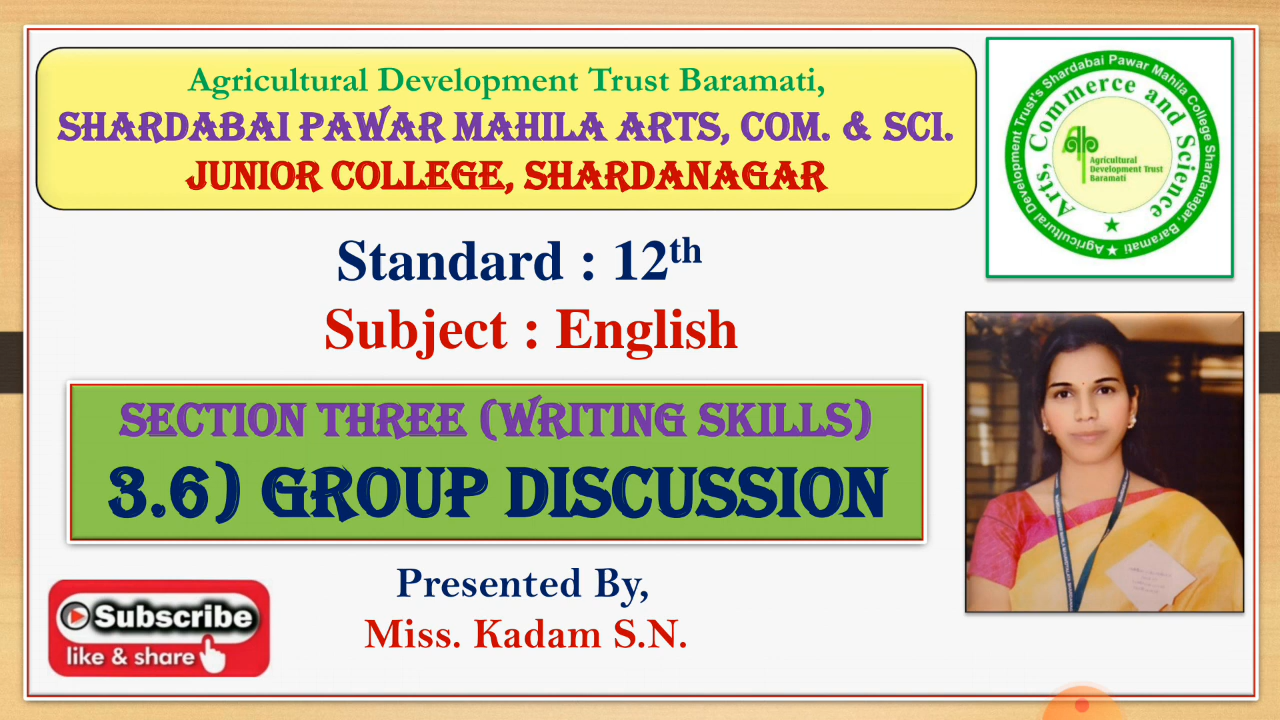 Agricultural Development Trust Baramati,
SHARDABAI PAWAR MAHILA ARTS, COM. & SCI.
JUNIOR COLLEGE, SHARDANAGAR
Agricultural Development Trust's Shardabai Pawar Mahila College Shardanagar, Baramati
Arts, Commerce and Science
Agricultural
Development Trust
Baramati
Standard : 12th
Subject : English
SECTION THREE (WRITING SKILLS)
3.6) GROUP DISCUSSION
Presented By,
Miss. Kadam S.N.
Subscribe
like & share